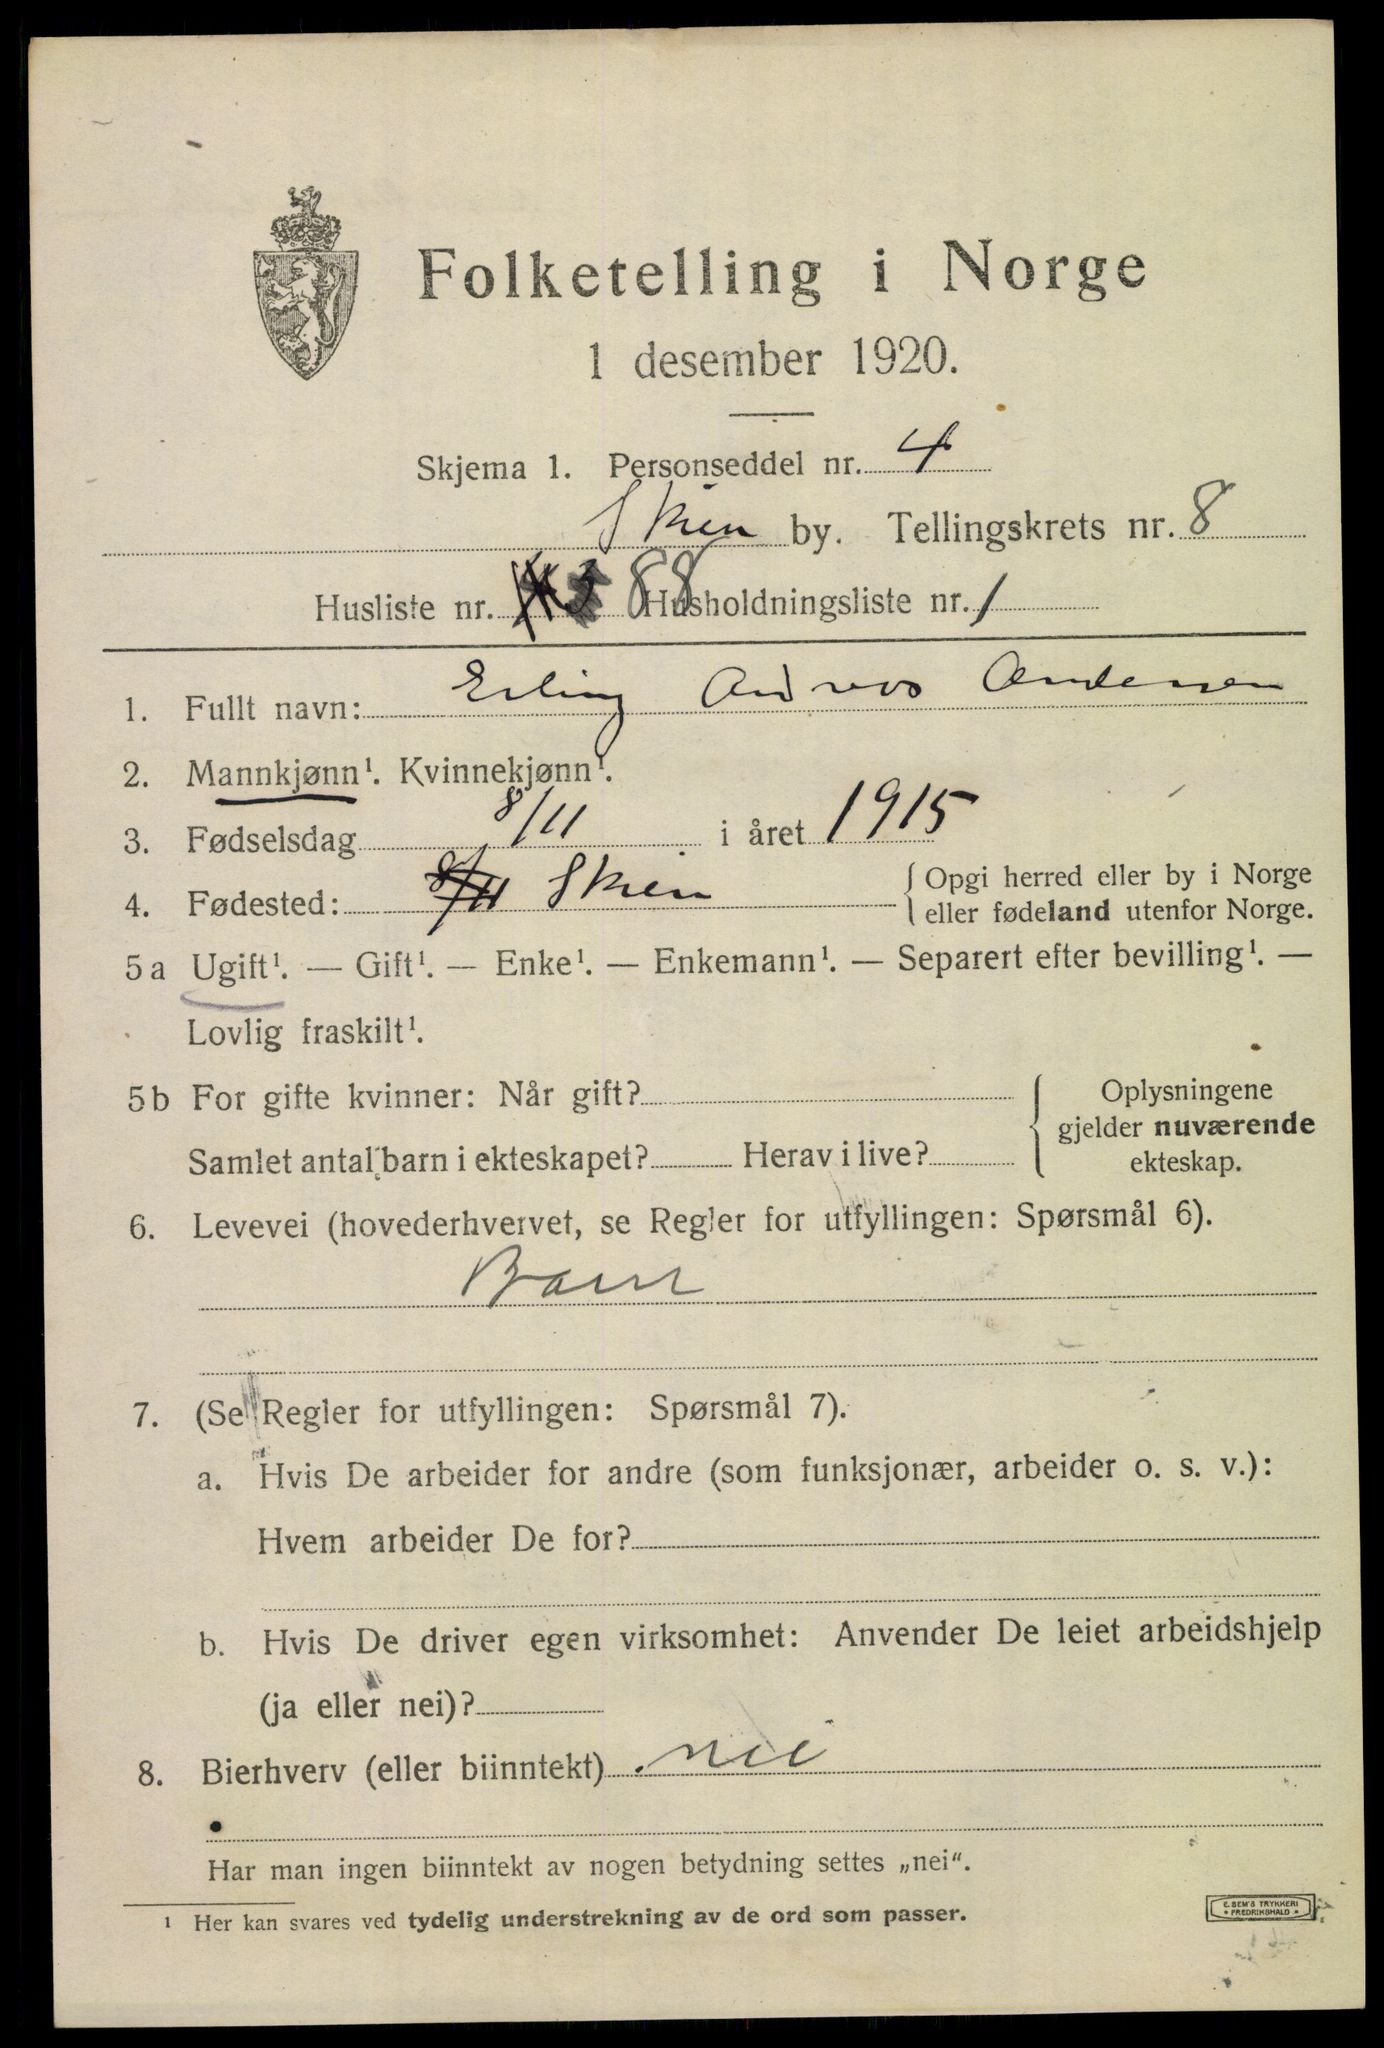 Folketelling i Norge
1 desember 1920.
Skjema 1. Personseddel nr. 4
Skien by. Tellingskrets nr. 8
Husliste nr. 88 Husholdningsliste nr. 1
1. Fullt navn: Erling Andreas Andersen
2. Mannkjønn¹. Kvinnekjønn¹.
3. Fødselsdag 8/11 i året 1915
4. Fødested: 8/11 Skien { Opgi herred eller by i Norge
eller fødeland utenfor Norge.
5 a Ugift¹. — Gift¹. — Enke¹. — Enkemann¹. — Separert efter bevilling¹. —
Lovlig fraskilt¹.
5 b For gifte kvinner: Når gift? { Oplysningene
gjelder nuværende
Samlet antal barn i ekteskapet? Herav i live? ekteskap.
6. Levevei (hovederhvervet, se Regler for utfyllingen: Spørsmål 6).
Barn
7. (Se Regler for utfyllingen: Spørsmål 7).
a. Hvis De arbeider for andre (som funksjonær, arbeider o. s. v.):
Hvem arbeider De for?
b. Hvis De driver egen virksomhet: Anvender De leiet arbeidshjelp
(ja eller nei)?
8. Bierhverv (eller biinntekt) nei
Har man ingen biinntekt av nogen betydning settes „nei“.
¹ Her kan svares ved tydelig understrekning av de ord som passer.
E. SEM'S TRYKKERI
FREDRIKSHALD